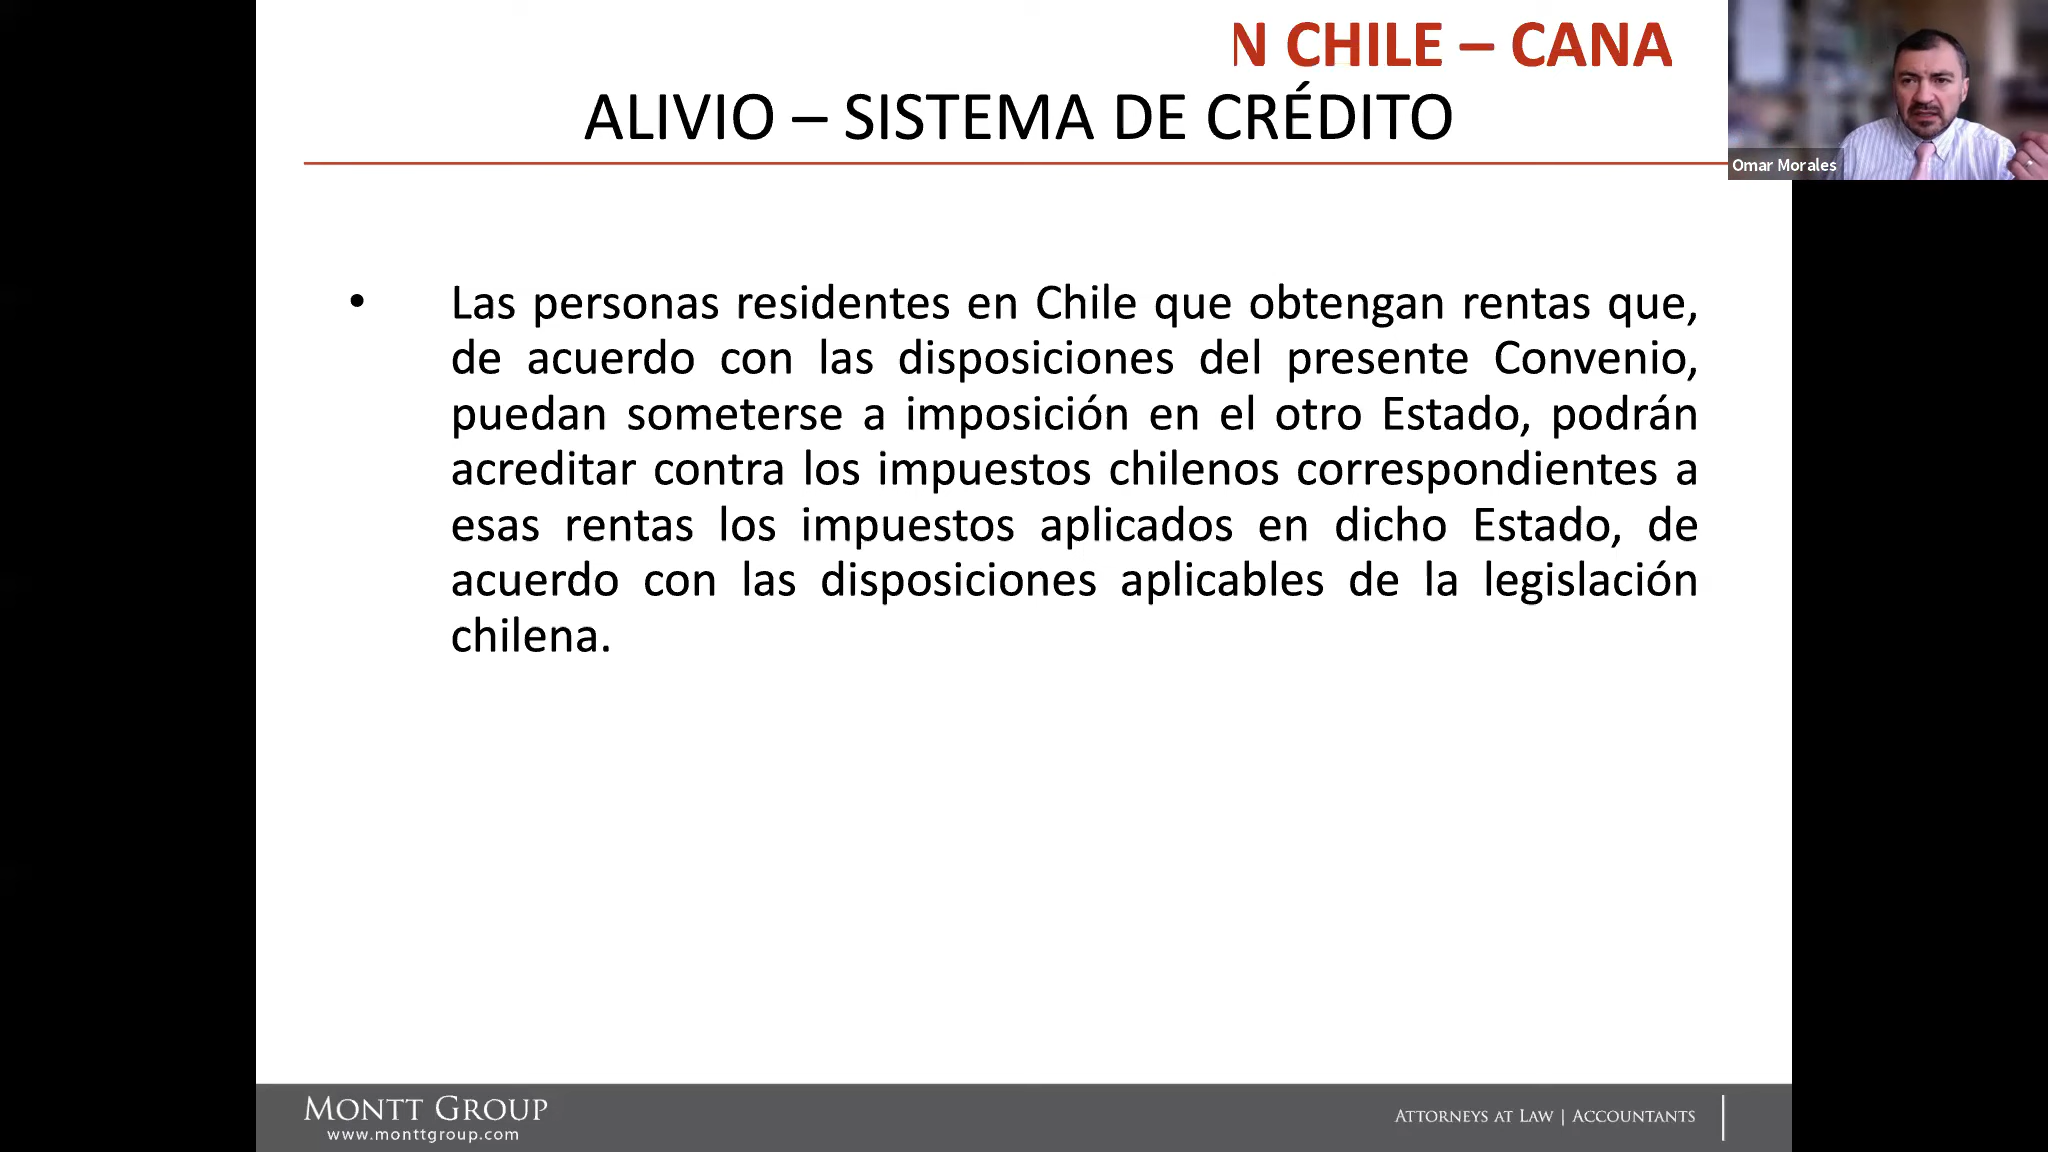 N CHILE – CANA
ALIVIO – SISTEMA DE CRÉDITO
Omar Morales
• Las personas residentes en Chile que obtengan rentas que,
de acuerdo con las disposiciones del presente Convenio,
puedan someterse a imposición en el otro Estado, podrán
acreditar contra los impuestos chilenos correspondientes a
esas rentas los impuestos aplicados en dicho Estado, de
acuerdo con las disposiciones aplicables de la legislación
chilena.
MONTT GROUP
www.monttgroup.com
ATTORNEYS AT LAW | ACCOUNTANTS